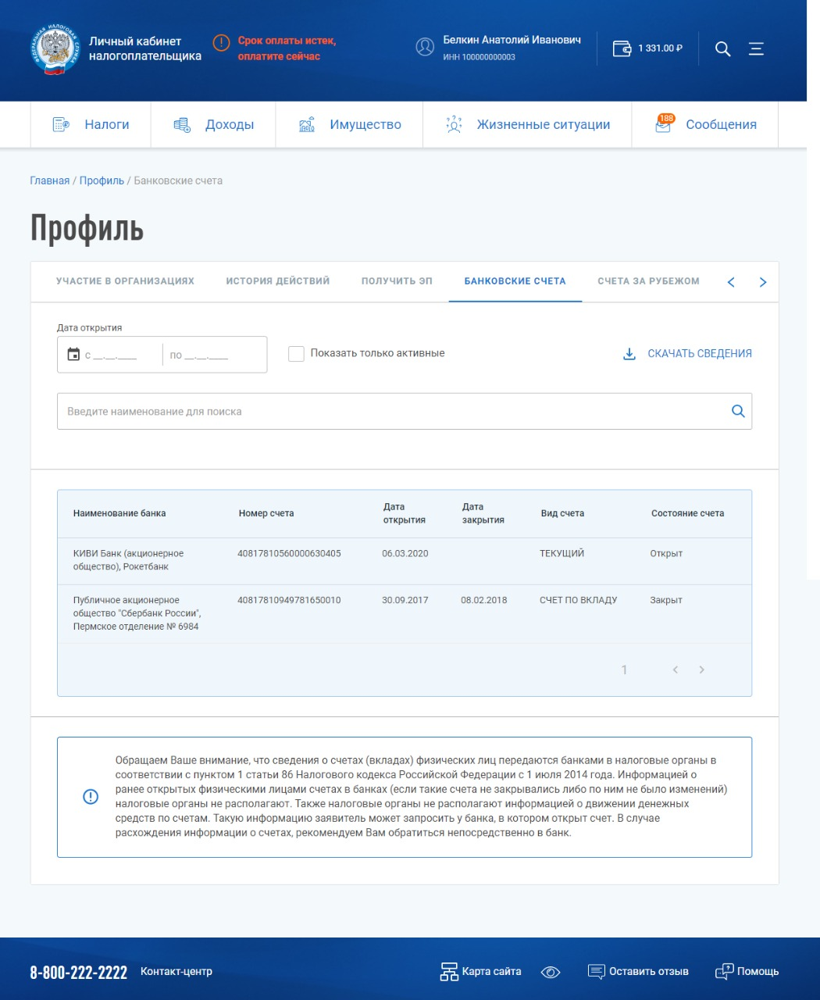 Личный кабинет
налогоплательщика
Срок оплаты истек,
оплатите сейчас
Белкин Анатолий Иванович
ИНН 100000000003
1 331.00 ₽
Налоги
Доходы
Имущество
Жизненные ситуации
188
Сообщения
Главная / Профиль / Банковские счета
Профиль
УЧАСТИЕ В ОРГАНИЗАЦИЯХ
ИСТОРИЯ ДЕЙСТВИЙ
ПОЛУЧИТЬ ЭП
БАНКОВСКИЕ СЧЕТА
СЧЕТА ЗА РУБЕЖОМ
Дата открытия
с __.__.____
по __.__.____
Показать только активные
СКАЧАТЬ СВЕДЕНИЯ
Введите наименование для поиска
Наименование банка
Номер счета
Дата
открытия
Дата
закрытия
Вид счета
Состояние счета
КИВИ Банк (акционерное
общество), Рокетбанк
40817810560000630405
06.03.2020
ТЕКУЩИЙ
Открыт
Публичное акционерное
общество "Сбербанк России",
Пермское отделение № 6984
40817810949781650010
30.09.2017
08.02.2018
СЧЕТ ПО ВКЛАДУ
Закрыт
1
Обращаем Ваше внимание, что сведения о счетах (вкладах) физических лиц передаются банками в налоговые органы в
соответствии с пунктом 1 статьи 86 Налогового кодекса Российской Федерации с 1 июля 2014 года. Информацией о
ранее открытых физическими лицами счетах в банках (если такие счета не закрывались либо по ним не было изменений)
налоговые органы не располагают. Также налоговые органы не располагают информацией о движении денежных
средств по счетам. Такую информацию заявитель может запросить у банка, в котором открыт счет. В случае
расхождения информации о счетах, рекомендуем Вам обратиться непосредственно в банк.
8-800-222-2222
Контакт-центр
Карта сайта
Оставить отзыв
Помощь